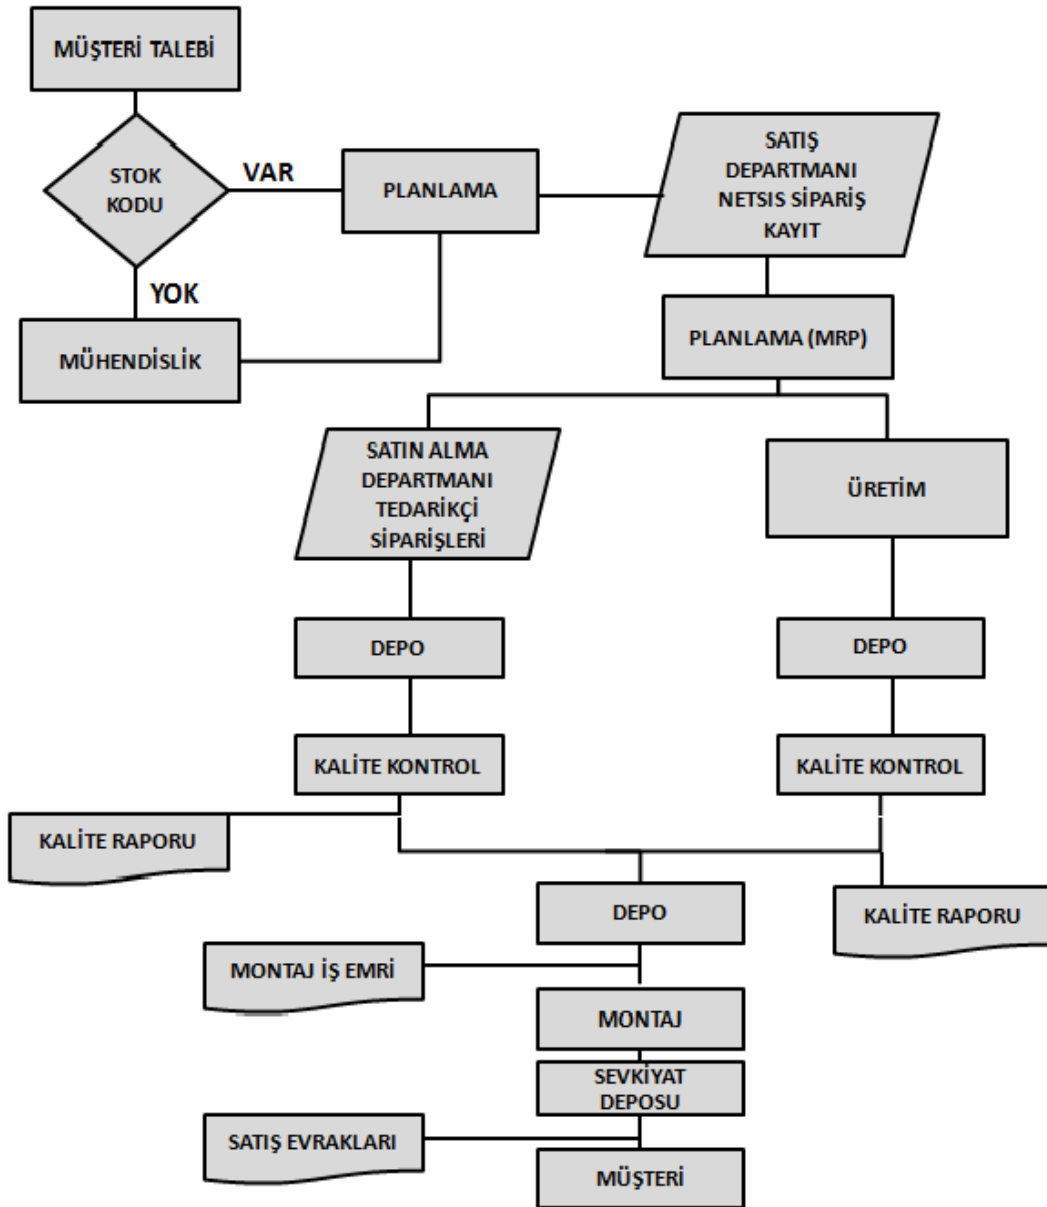 MÜŞTERİ TALEBİ
STOK
KODU
VAR
YOK
MÜHENDİSLİK
PLANLAMA
SATIŞ
DEPARTMANI
NETSIS SİPARİŞ
KAYIT
PLANLAMA (MRP)
SATIN ALMA
DEPARTMANI
TEDARİKÇİ
SİPARİŞLERİ
ÜRETİM
DEPO
DEPO
KALİTE KONTROL
KALİTE KONTROL
KALİTE RAPORU
KALİTE RAPORU
DEPO
MONTAJ İŞ EMRİ
MONTAJ
SEVKİYAT
DEPOSU
SATIŞ EVRAKLARI
MÜŞTERİ